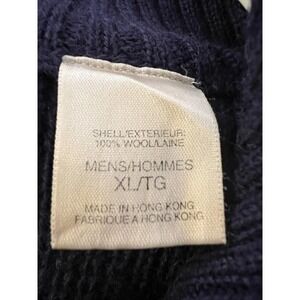 SHELL/EXTERIEUR:
100% WOOL/LAINE
MENS/HOMMES
XL/TG
MADE IN HONG KONG
FABRIQUE A HONG KONG